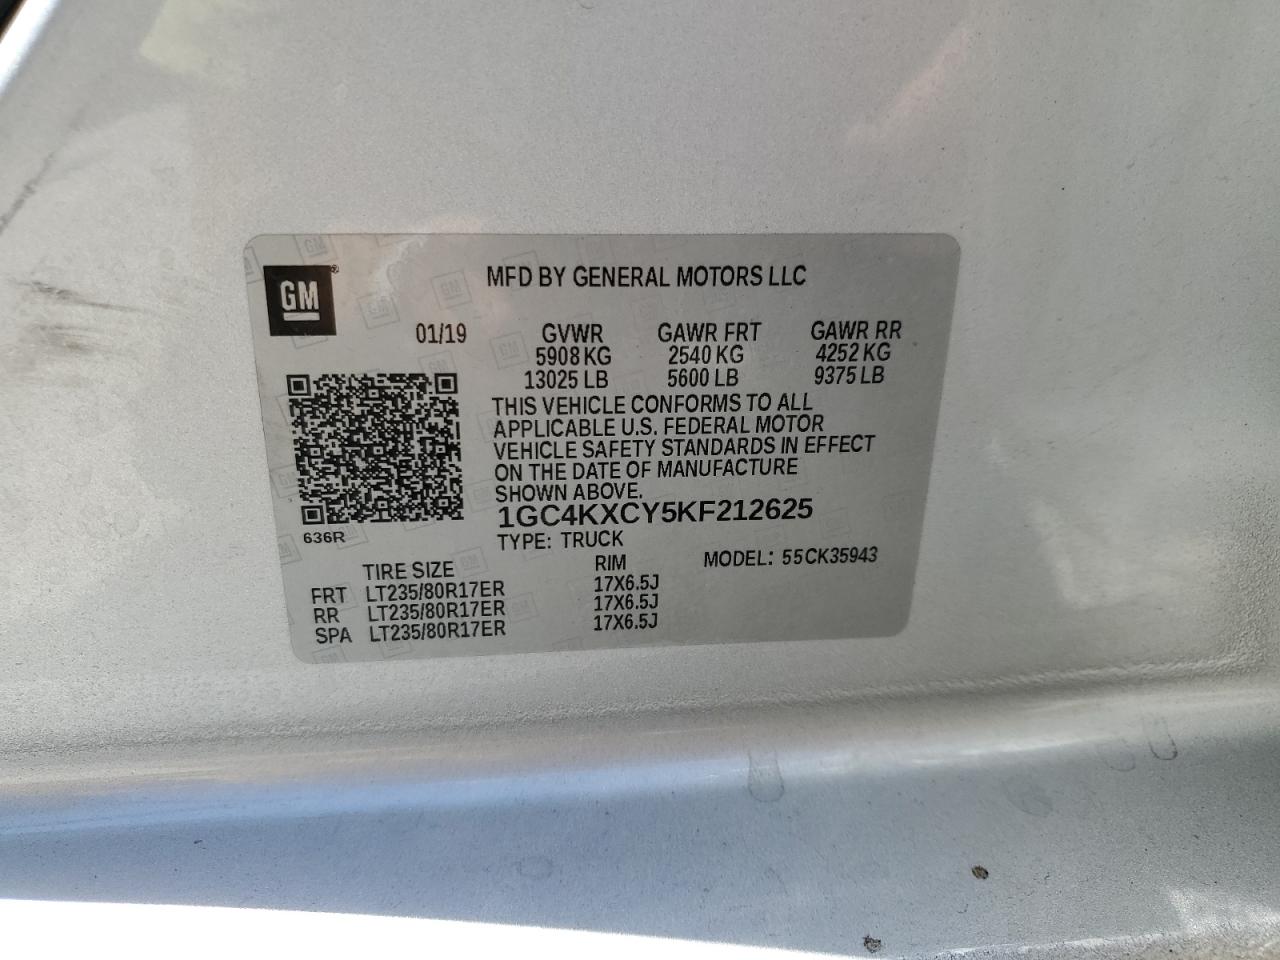 MFD BY GENERAL MOTORS LLC
GM®
01/19 GVWR GAWR FRT GAWR RR
5908 KG 2540 KG 4252 KG
13025 LB 5600 LB 9375 LB
THIS VEHICLE CONFORMS TO ALL
APPLICABLE U.S. FEDERAL MOTOR
VEHICLE SAFETY STANDARDS IN EFFECT
ON THE DATE OF MANUFACTURE
SHOWN ABOVE.
1GC4KXCY5KF212625
636R
TYPE: TRUCK
TIRE SIZE RIM MODEL: 55CK35943
FRT LT235/80R17ER 17X6.5J
RR LT235/80R17ER 17X6.5J
SPA LT235/80R17ER 17X6.5J